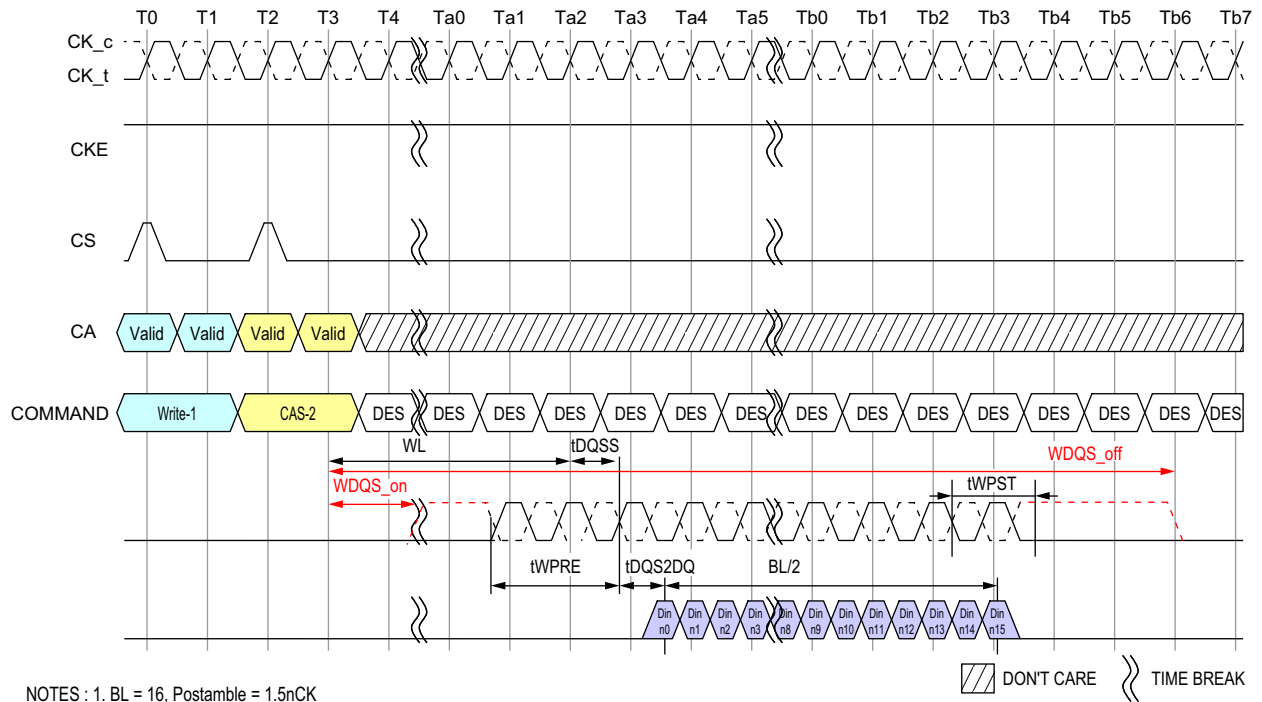 T0 T1 T2 T3 T4 Ta0 Ta1 Ta2 Ta3 Ta4 Ta5 Tb0 Tb1 Tb2 Tb3 Tb4 Tb5 Tb6 Tb7
CK_c
CK_t
CKE
CS
CA Valid Valid Valid Valid
COMMAND Write-1 CAS-2 DES DES DES DES DES DES DES DES DES DES DES DES DES DES DES DES
WL tDQSS
WDQS_off
WDQS_on
tWPST
tWPRE tDQS2DQ BL/2
Din Din Din Din Din Din Din Din Din Din Din Din
n0 n1 n2 n3 n8 n9 n10 n11 n12 n13 n14 n15
DON'T CARE TIME BREAK
NOTES : 1. BL = 16, Postamble = 1.5nCK